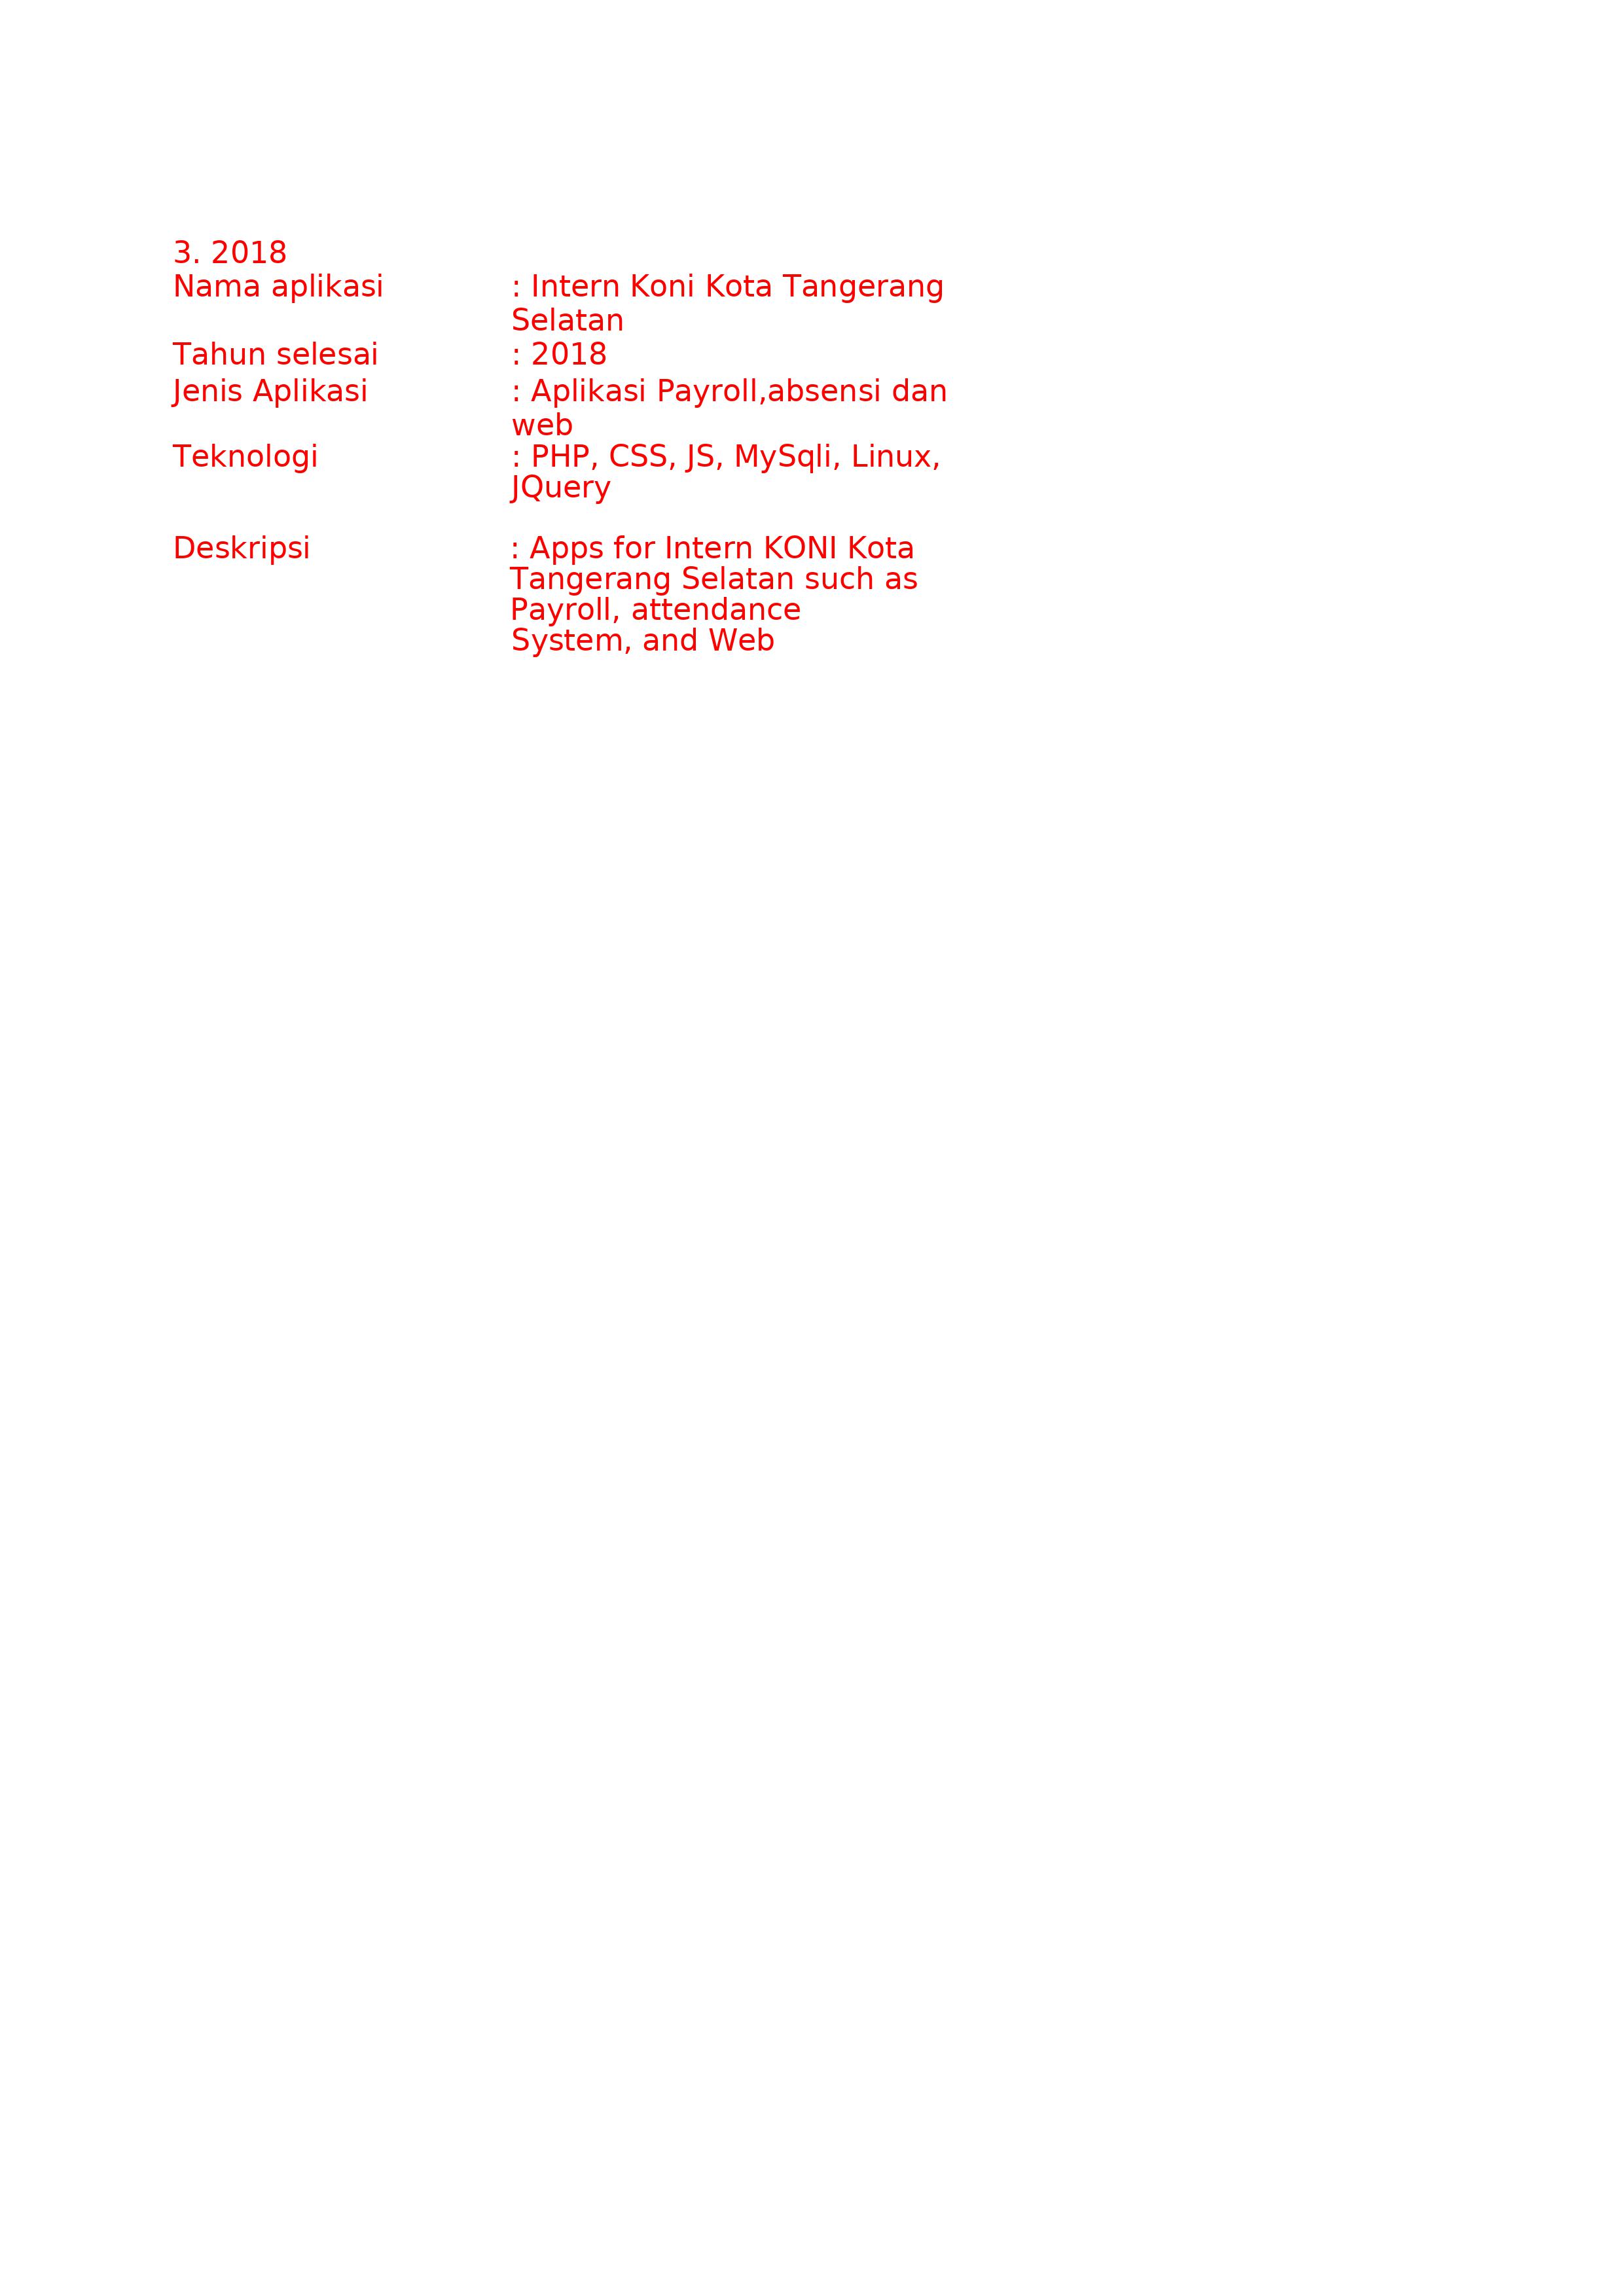 3. 2018
Nama aplikasi : Intern Koni Kota Tangerang
Selatan
Tahun selesai : 2018
Jenis Aplikasi : Aplikasi Payroll,absensi dan
web
Teknologi : PHP, CSS, JS, MySqli, Linux,
JQuery
Deskripsi : Apps for Intern KONI Kota
Tangerang Selatan such as
Payroll, attendance
System, and Web